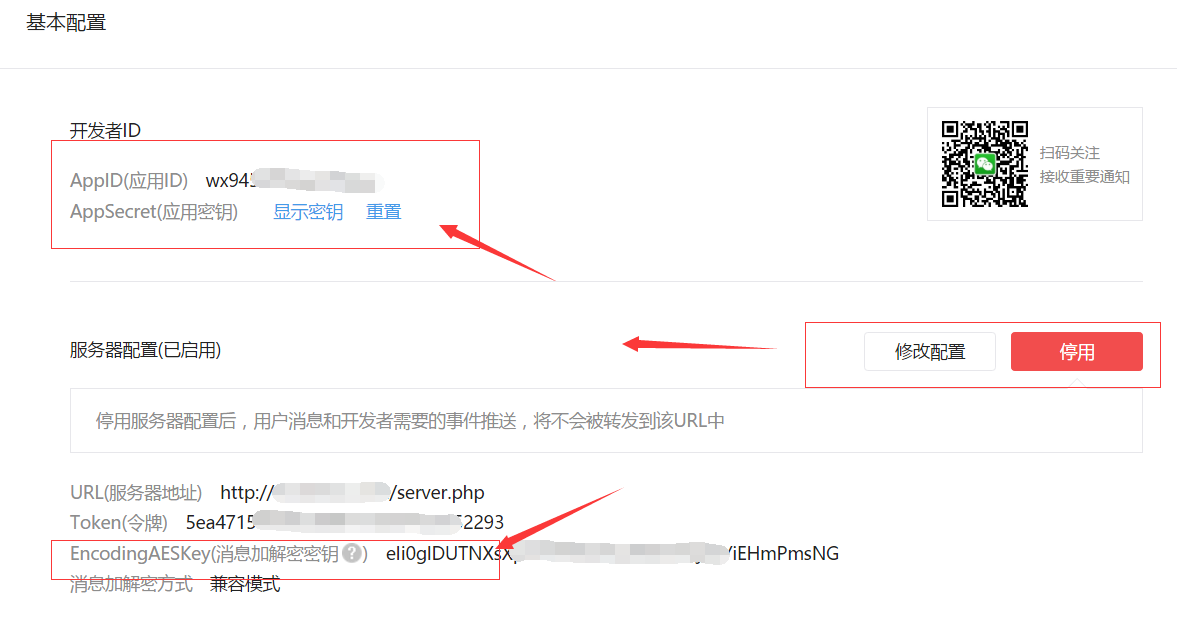 基本配置
开发者ID
AppID(应用ID) wx943
AppSecret(应用密钥) 显示密钥 重置
扫码关注
接收重要通知
服务器配置(已启用) 修改配置 停用
停用服务器配置后，用户消息和开发者需要的事件推送，将不会被转发到该URL中
URL(服务器地址) http:// /server.php
Token(令牌) 5ea4715 2293
EncodingAESKey(消息加解密密钥 ?) eIi0gIDUTNXsX iEHmPmsNG
消息加解密方式 兼容模式